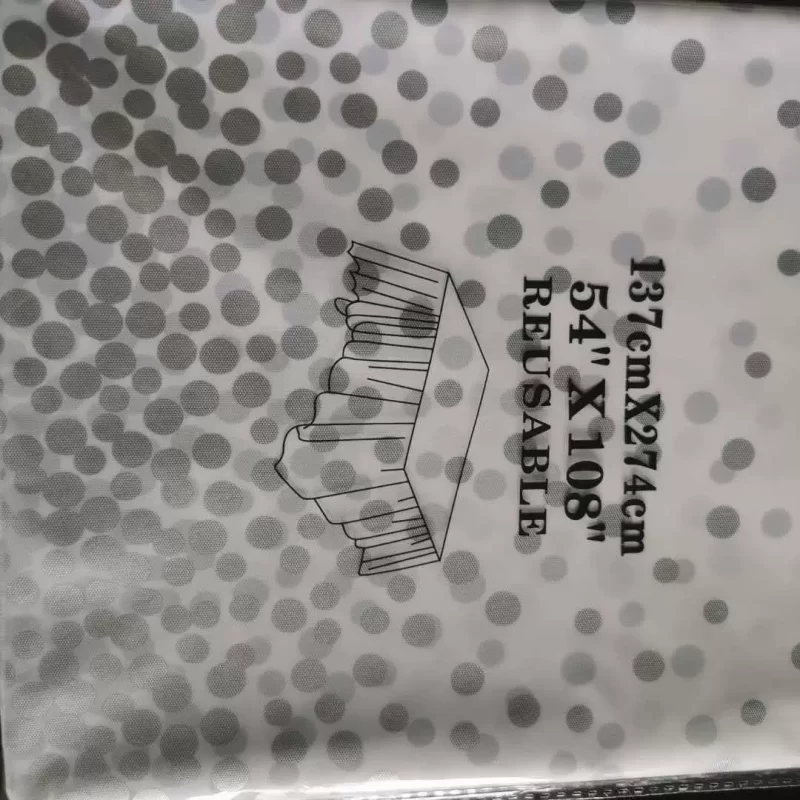 137cmX274cm
54" X 108"
REUSABLE